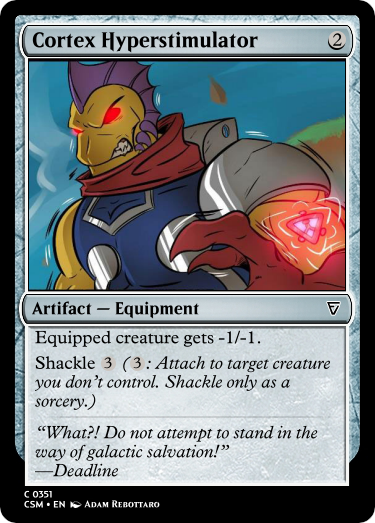 Cortex Hyperstimulator 2
Artifact — Equipment
Equipped creature gets -1/-1.
Shackle 3 (3: Attach to target creature
you don't control. Shackle only as a
sorcery.)
"What?! Do not attempt to stand in the
way of galactic salvation!"
—Deadline
C 0351
CSM • EN Adam Rebottaro